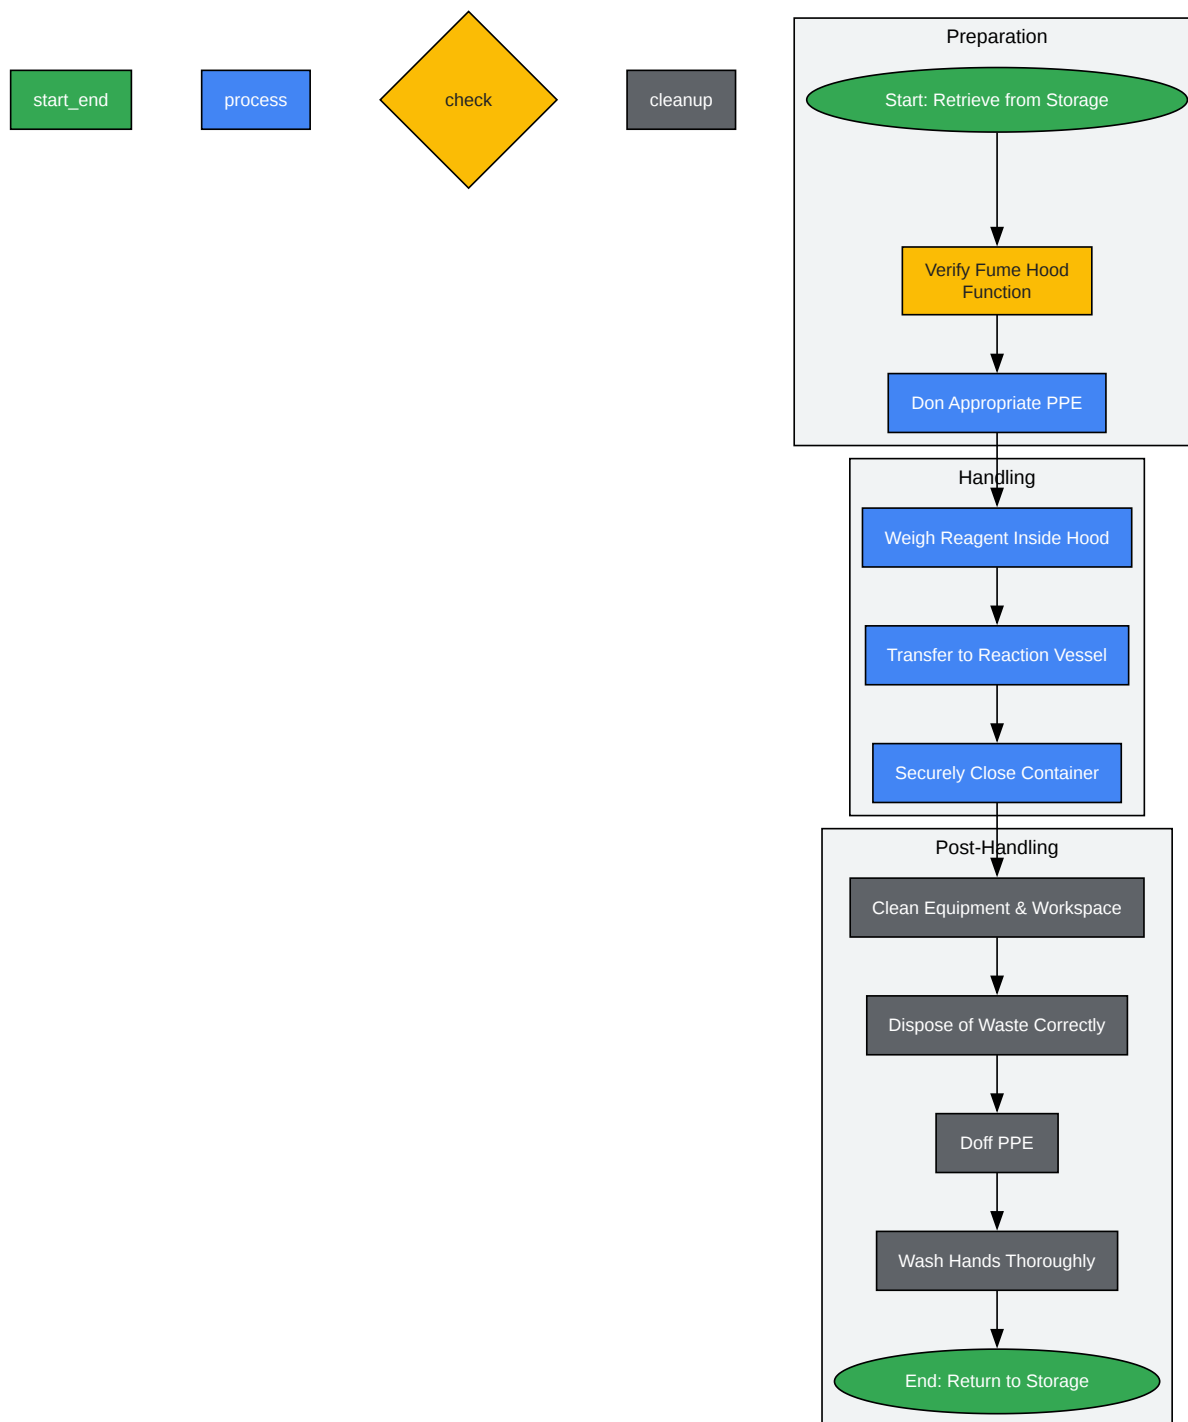 start_end
process
check
cleanup
Preparation
Start: Retrieve from Storage
Verify Fume Hood
Function
Don Appropriate PPE
Handling
Weigh Reagent Inside Hood
Transfer to Reaction Vessel
Securely Close Container
Post-Handling
Clean Equipment & Workspace
Dispose of Waste Correctly
Doff PPE
Wash Hands Thoroughly
End: Return to Storage